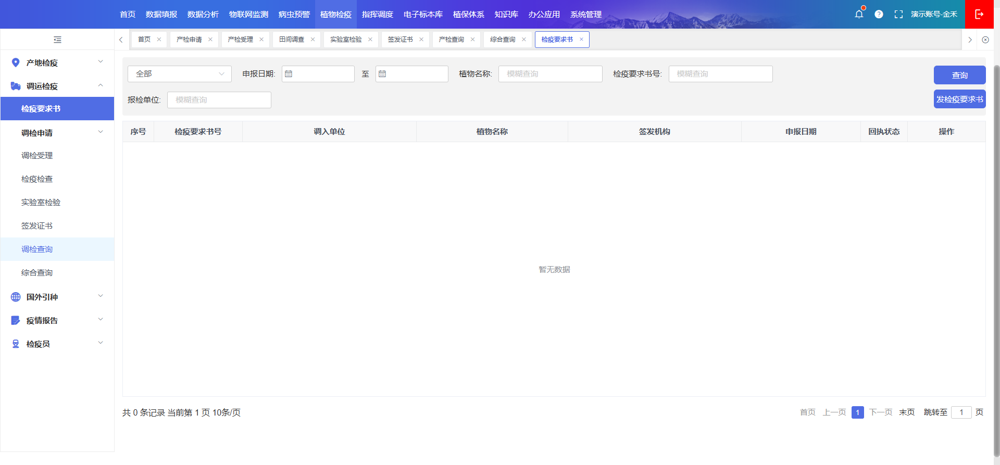 首页 数据填报 数据分析 物联网监测 病虫预警 植物检疫 指挥调度 电子标本库 植保体系 知识库 办公应用 系统管理 演示账号-金禾
首页 产检申请 产检受理 田间调查 实验室检验 签发证书 产检查询 综合查询 检疫要求书
产地检疫
调运检疫
检疫要求书
调检申请
调检受理
检疫检查
实验室检验
签发证书
调检查询
综合查询
国外引种
疫情报告
检疫员
全部 申报日期: 至 植物名称: 模糊查询 检疫要求书号: 模糊查询 查询
报检单位: 模糊查询 发检疫要求书
序号 检疫要求书号 调入单位 植物名称 签发机构 申报日期 回执状态 操作
暂无数据
共 0 条记录 当前第 1 页 10条/页 首页 上一页 1 下一页 末页 跳转至 1 页